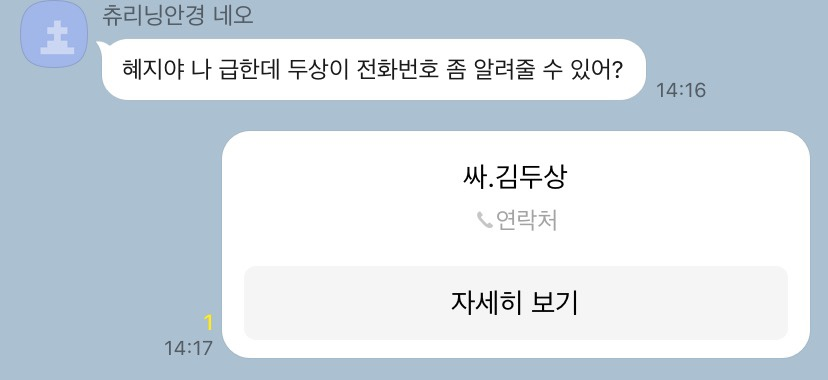 츄리닝안경 네오
혜지야 나 급한데 두상이 전화번호 좀 알려줄 수 있어?
14:16
싸.김두상
연락처
자세히 보기
1
14:17